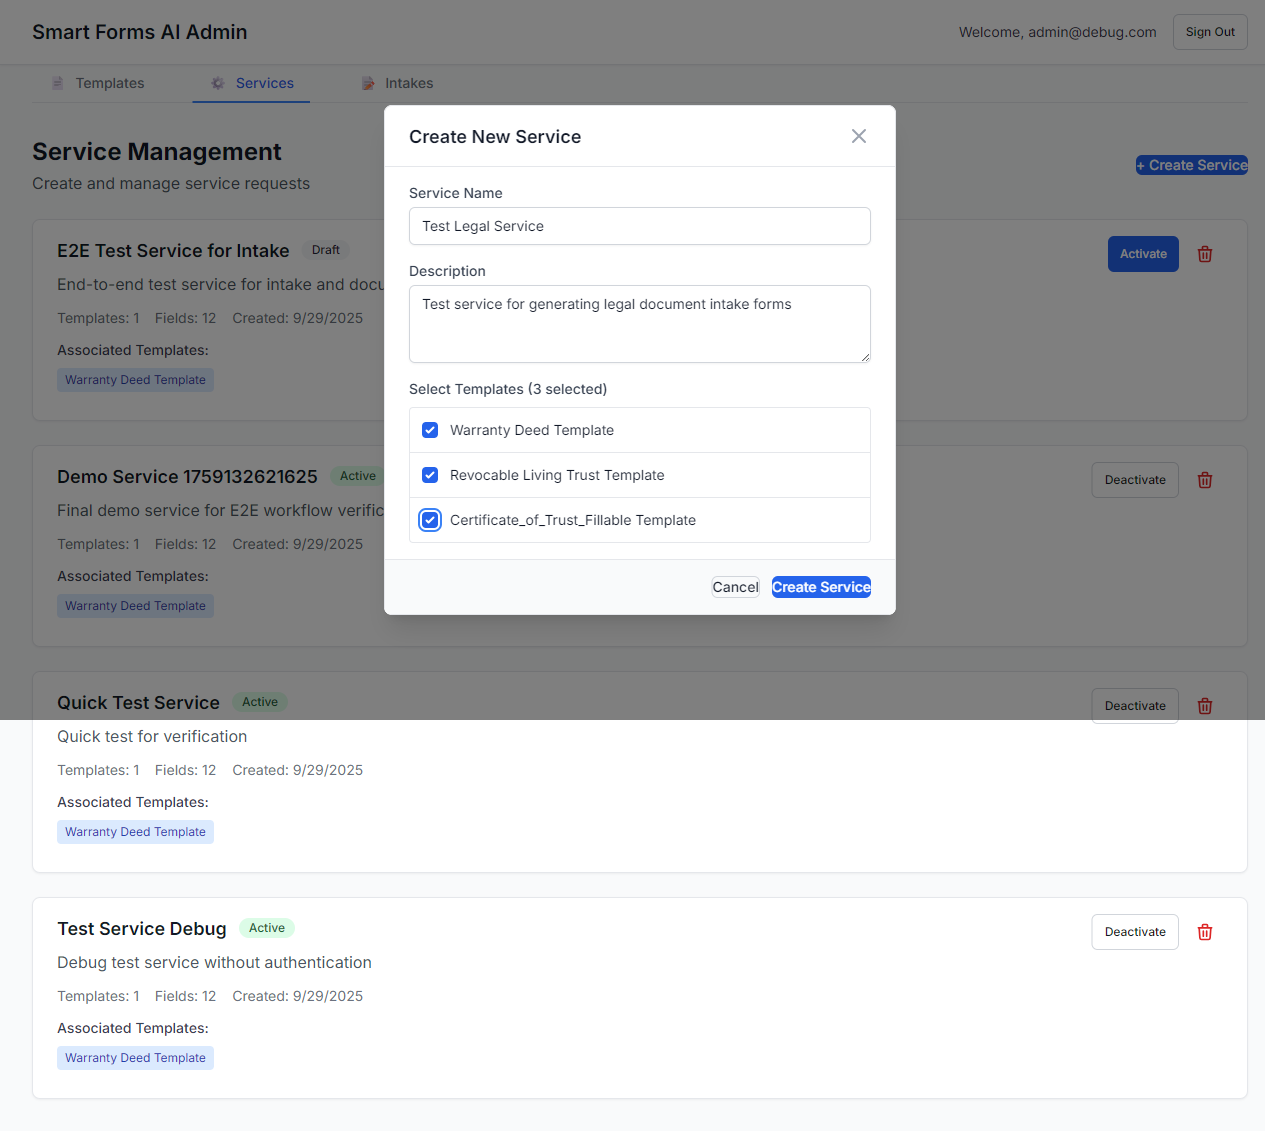 Smart Forms AI Admin
Welcome, admin@debug.com
Sign Out
Templates
Services
Intakes
Service Management
Create and manage service requests
+ Create Service
Create New Service
Service Name
Test Legal Service
Description
Test service for generating legal document intake forms
Select Templates (3 selected)
Warranty Deed Template
Revocable Living Trust Template
Certificate_of_Trust_Fillable Template
Cancel
Create Service
E2E Test Service for Intake
Draft
Activate
End-to-end test service for intake and docu
Templates: 1 Fields: 12 Created: 9/29/2025
Associated Templates:
Warranty Deed Template
Demo Service 1759132621625
Active
Deactivate
Final demo service for E2E workflow verific
Templates: 1 Fields: 12 Created: 9/29/2025
Associated Templates:
Warranty Deed Template
Quick Test Service
Active
Deactivate
Quick test for verification
Templates: 1 Fields: 12 Created: 9/29/2025
Associated Templates:
Warranty Deed Template
Test Service Debug
Active
Deactivate
Debug test service without authentication
Templates: 1 Fields: 12 Created: 9/29/2025
Associated Templates:
Warranty Deed Template